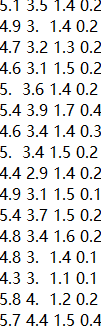 5.1 3.5 1.4 0.2
4.9 3.  1.4 0.2
4.7 3.2 1.3 0.2
4.6 3.1 1.5 0.2
5.  3.6 1.4 0.2
5.4 3.9 1.7 0.4
4.6 3.4 1.4 0.3
5.  3.4 1.5 0.2
4.4 2.9 1.4 0.2
4.9 3.1 1.5 0.1
5.4 3.7 1.5 0.2
4.8 3.4 1.6 0.2
4.8 3.  1.4 0.1
4.3 3.  1.1 0.1
5.8 4.  1.2 0.2
5.7 4.4 1.5 0.4